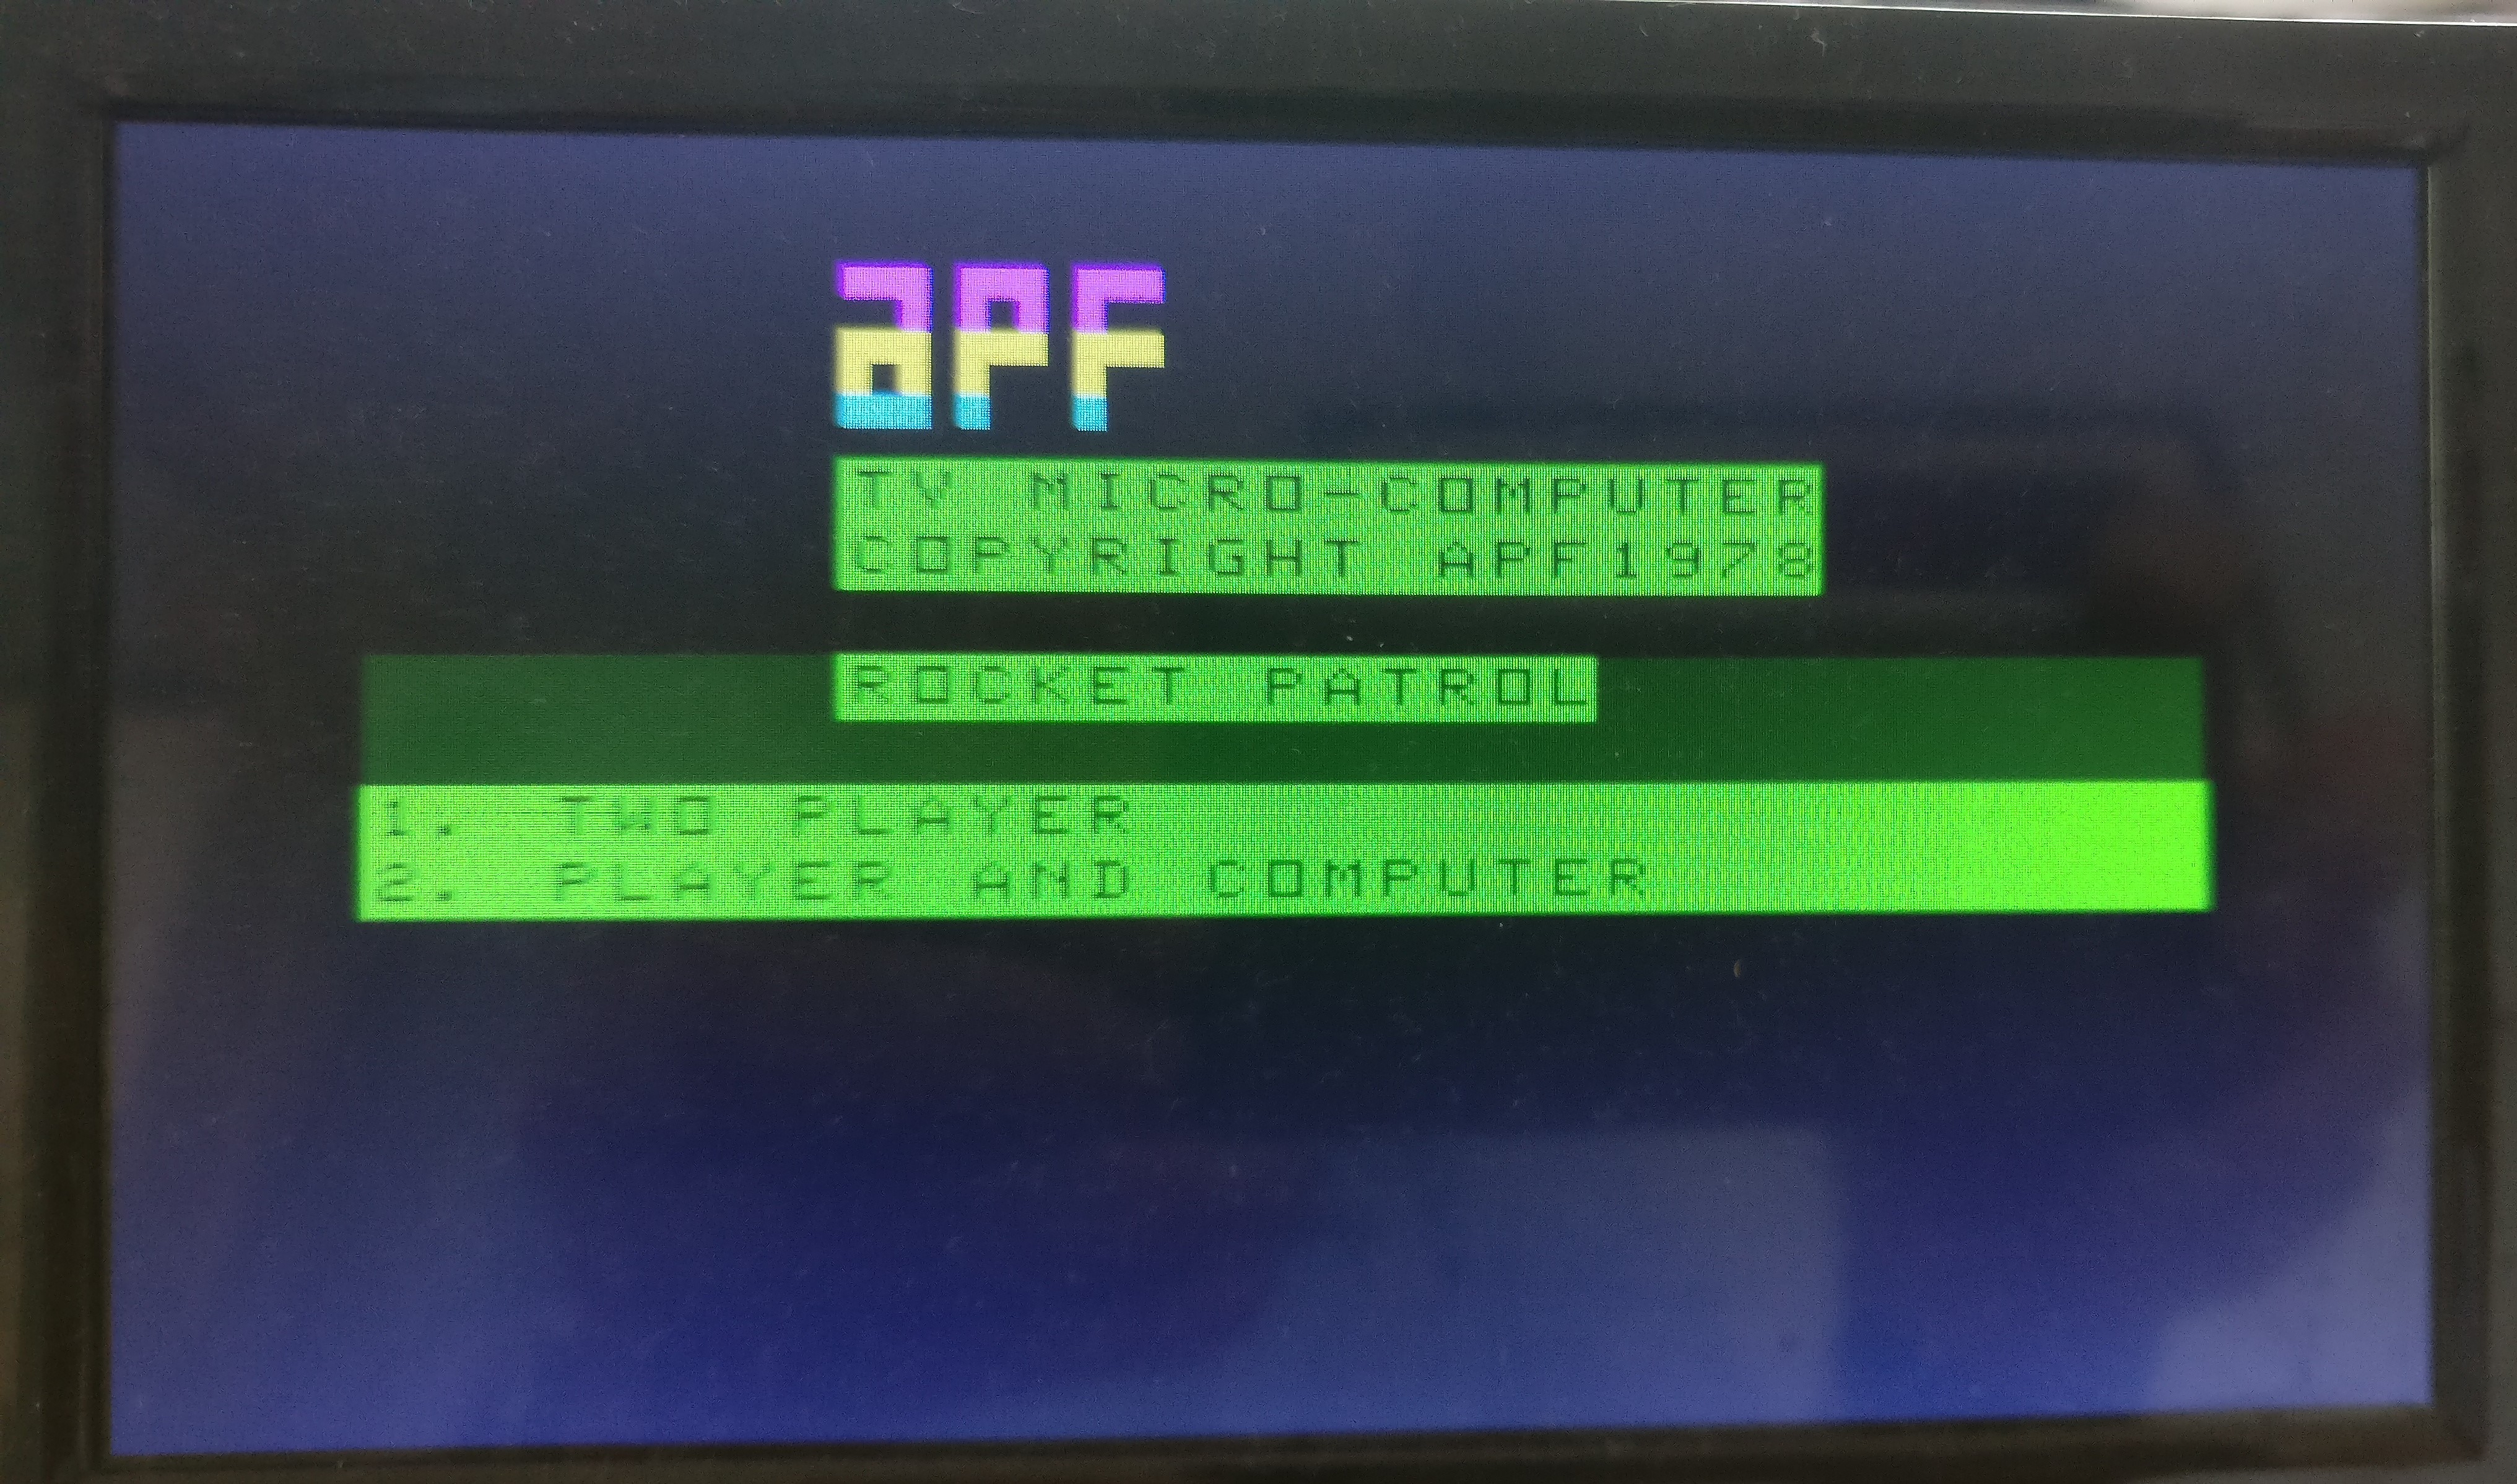 apf
TV MICRO-COMPUTER
COPYRIGHT APF1978
ROCKET PATROL
1. TWO PLAYER
2. PLAYER AND COMPUTER